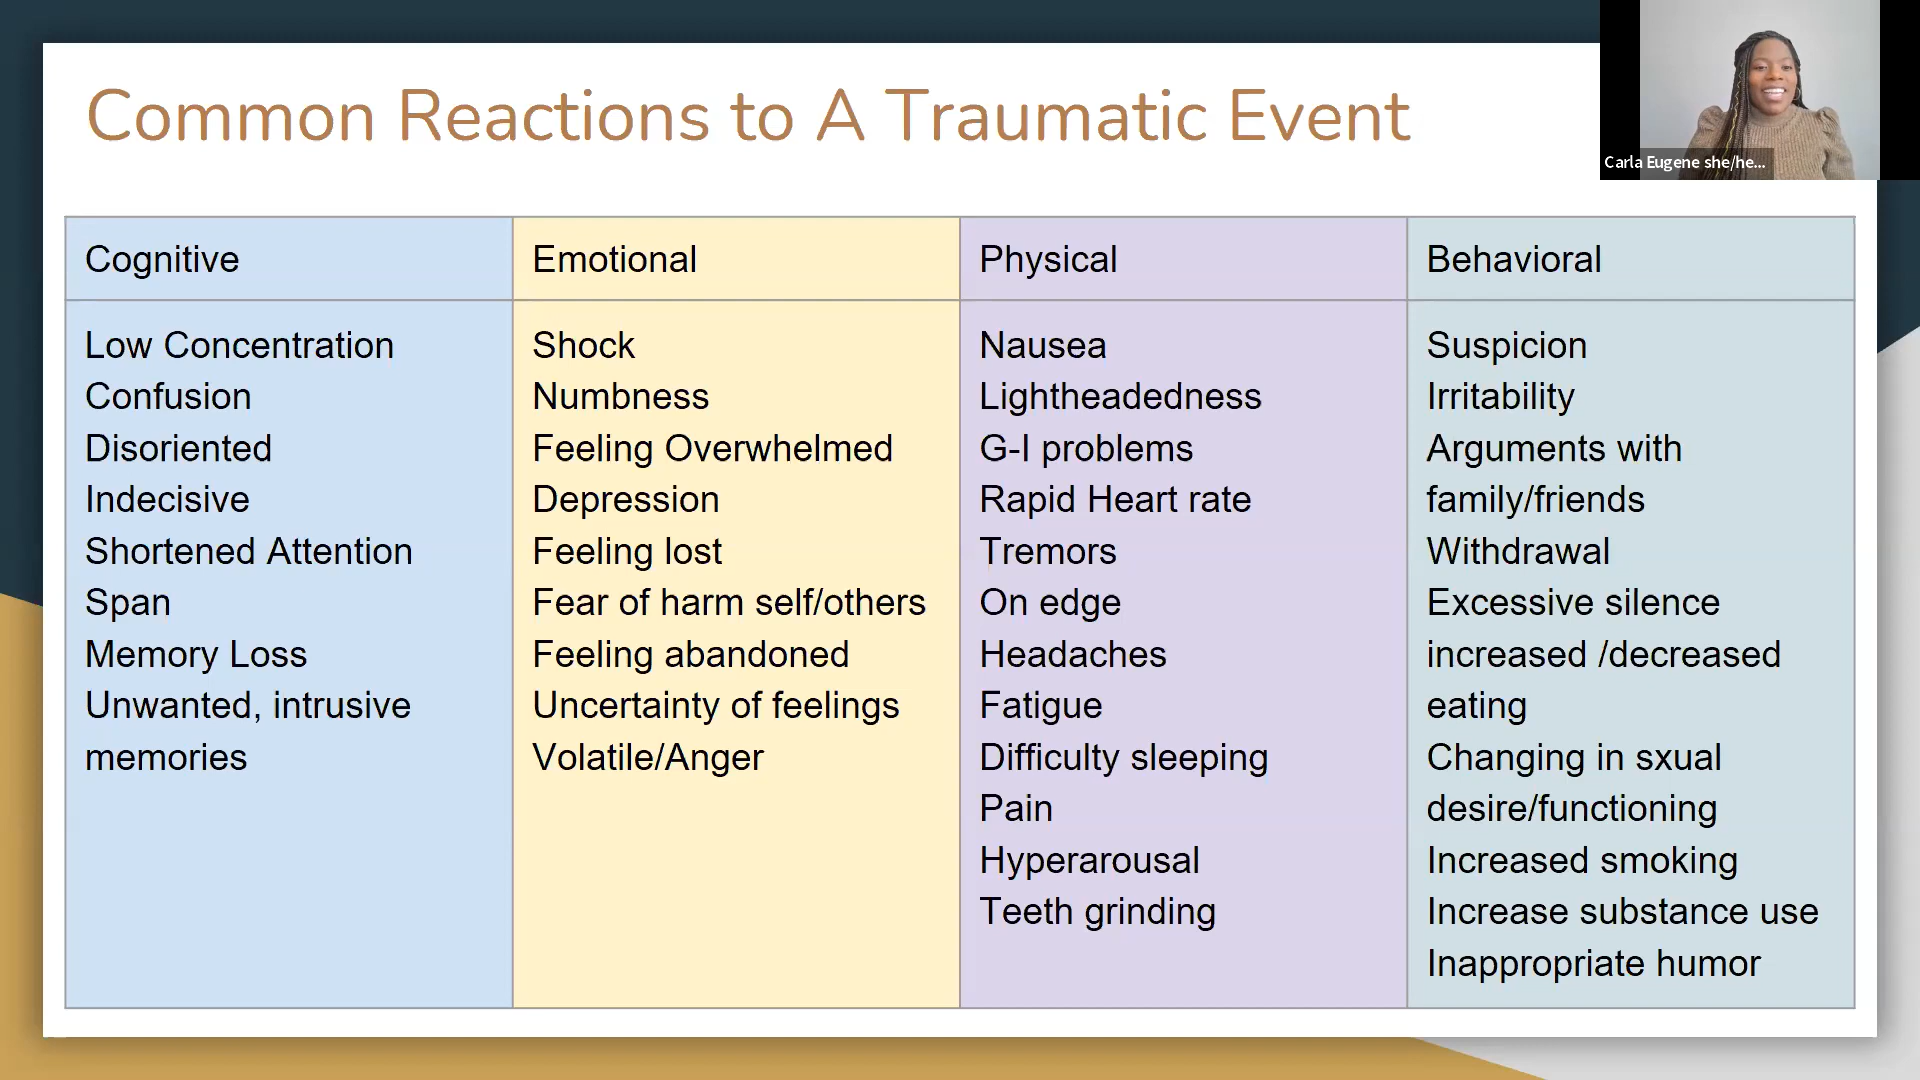 Common Reactions to A Traumatic Event
Carla Eugene she/he...
Cognitive
Low Concentration
Confusion
Disoriented
Indecisive
Shortened Attention
Span
Memory Loss
Unwanted, intrusive
memories
Emotional
Shock
Numbness
Feeling Overwhelmed
Depression
Feeling lost
Fear of harm self/others
Feeling abandoned
Uncertainty of feelings
Volatile/Anger
Physical
Nausea
Lightheadedness
G-I problems
Rapid Heart rate
Tremors
On edge
Headaches
Fatigue
Difficulty sleeping
Pain
Hyperarousal
Teeth grinding
Behavioral
Suspicion
Irritability
Arguments with
family/friends
Withdrawal
Excessive silence
increased /decreased
eating
Changing in sxual
desire/functioning
Increased smoking
Increase substance use
Inappropriate humor